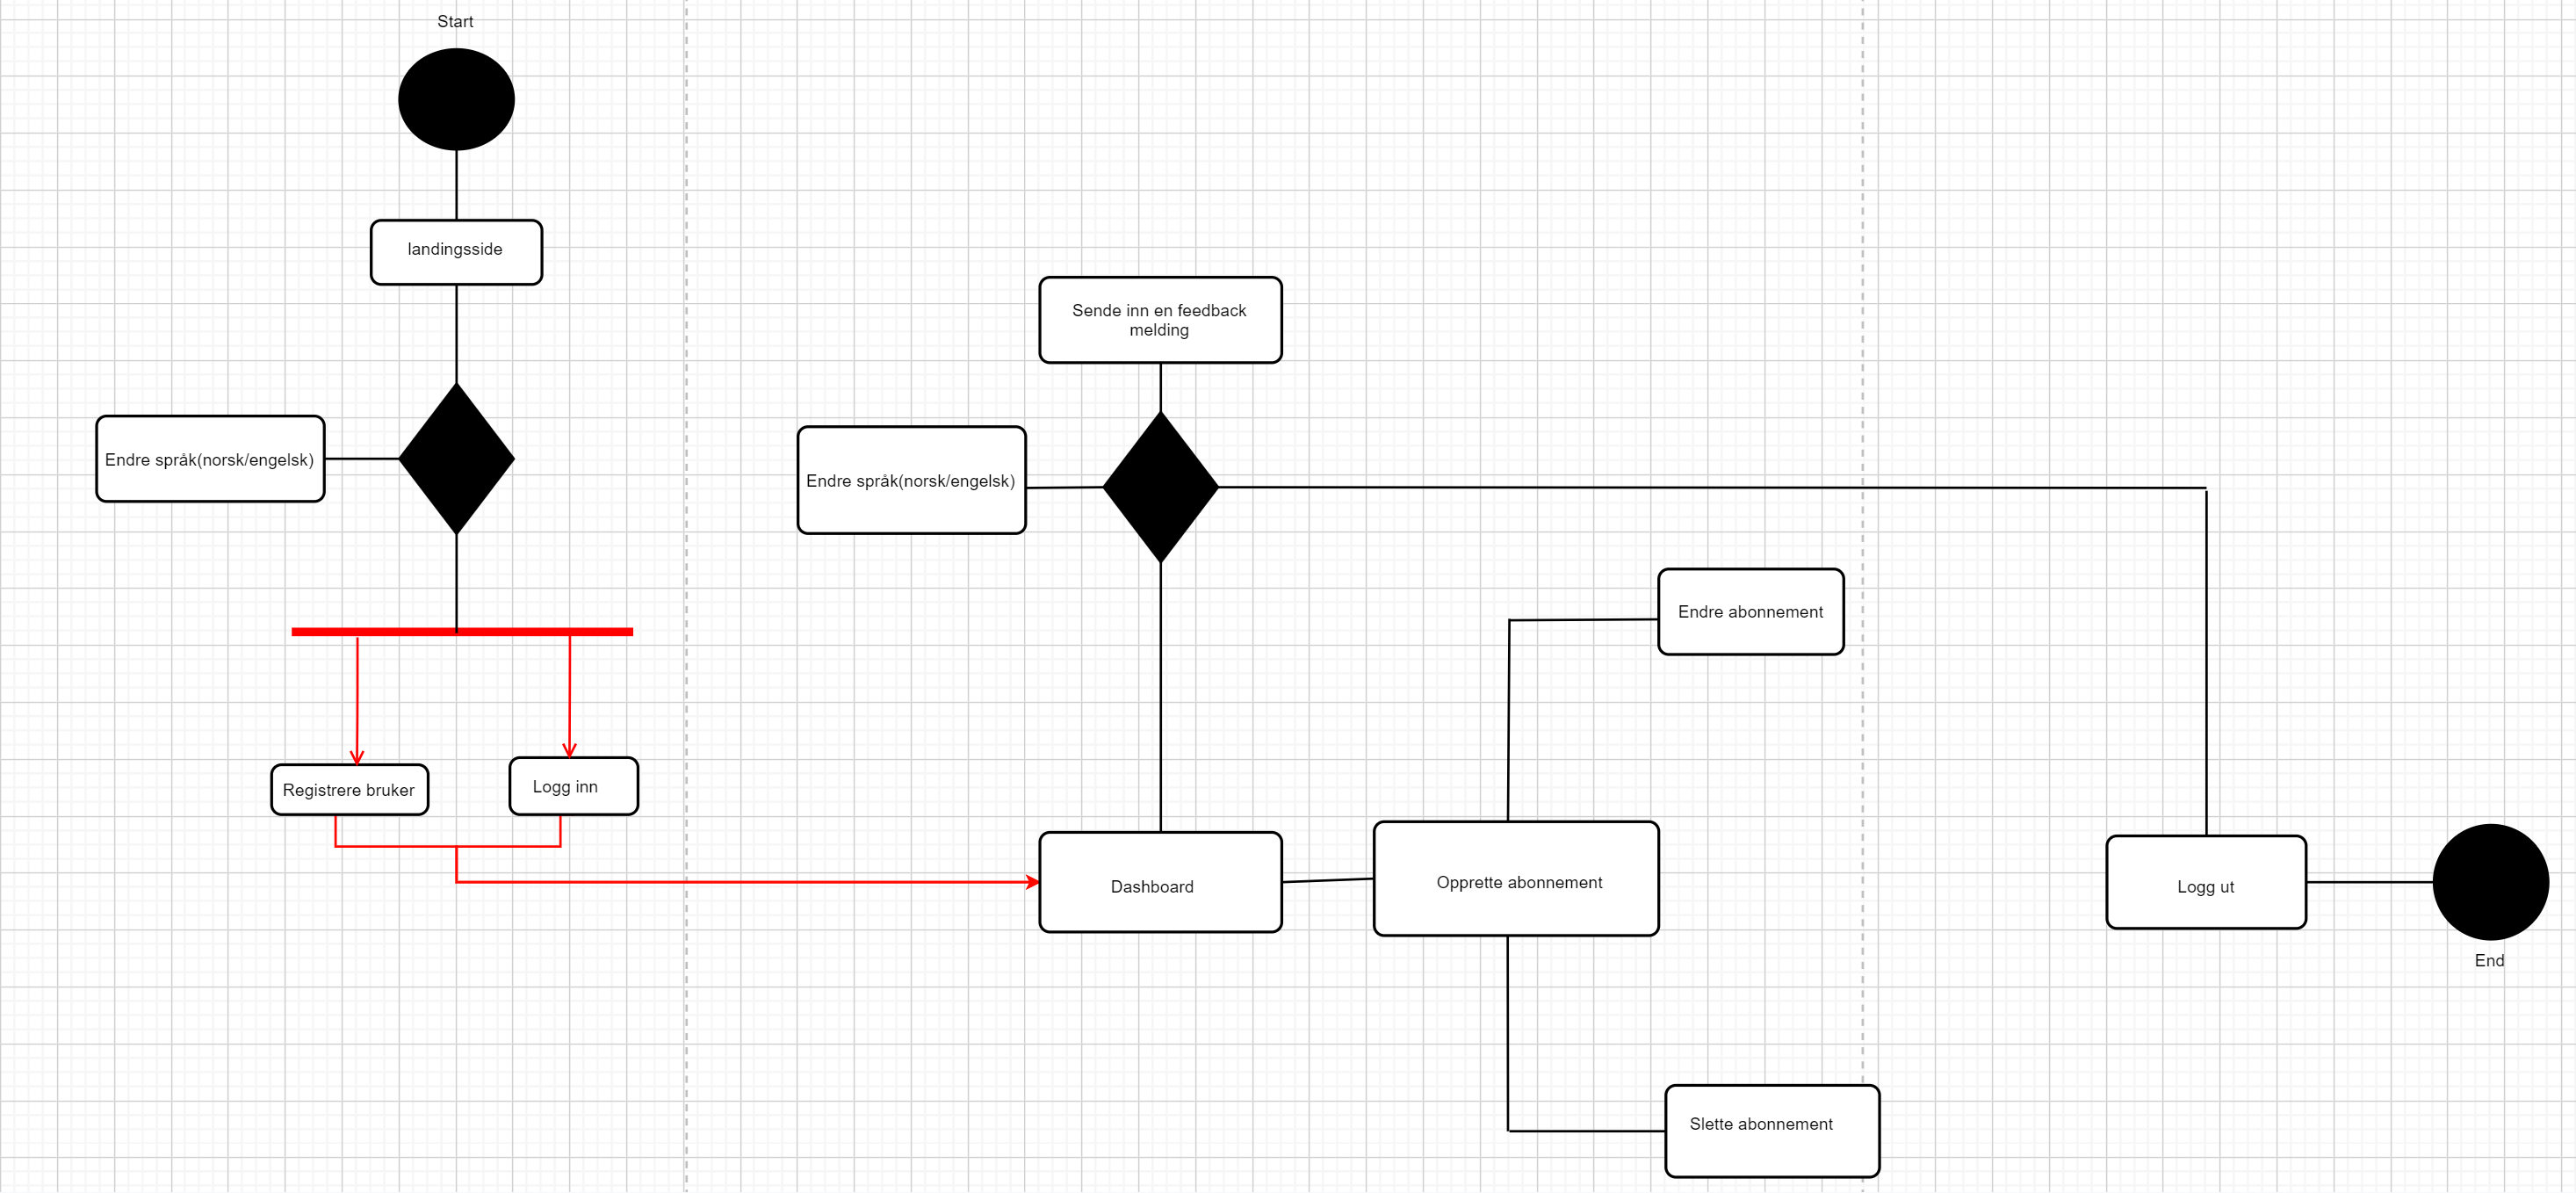 Start
landingsside
Endre språk(norsk/engelsk)
Registrere bruker
Logg inn
Sende inn en feedback
melding
Endre språk(norsk/engelsk)
Dashboard
Opprette abonnement
Endre abonnement
Slette abonnement
Logg ut
End